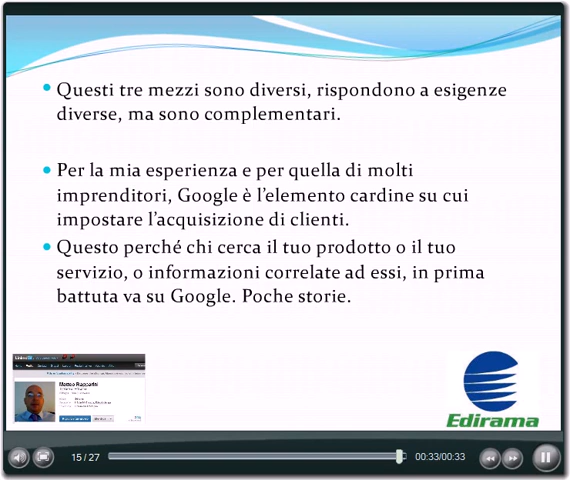 Questi tre mezzi sono diversi, rispondono a esigenze
diverse, ma sono complementari.
Per la mia esperienza e per quella di molti
imprenditori, Google è l'elemento cardine su cui
impostare l'acquisizione di clienti.
Questo perché chi cerca il tuo prodotto o il tuo
servizio, o informazioni correlate ad essi, in prima
battuta va su Google. Poche storie.
Matteo Rapparini
Edirama
15 / 27
00:33/00:33